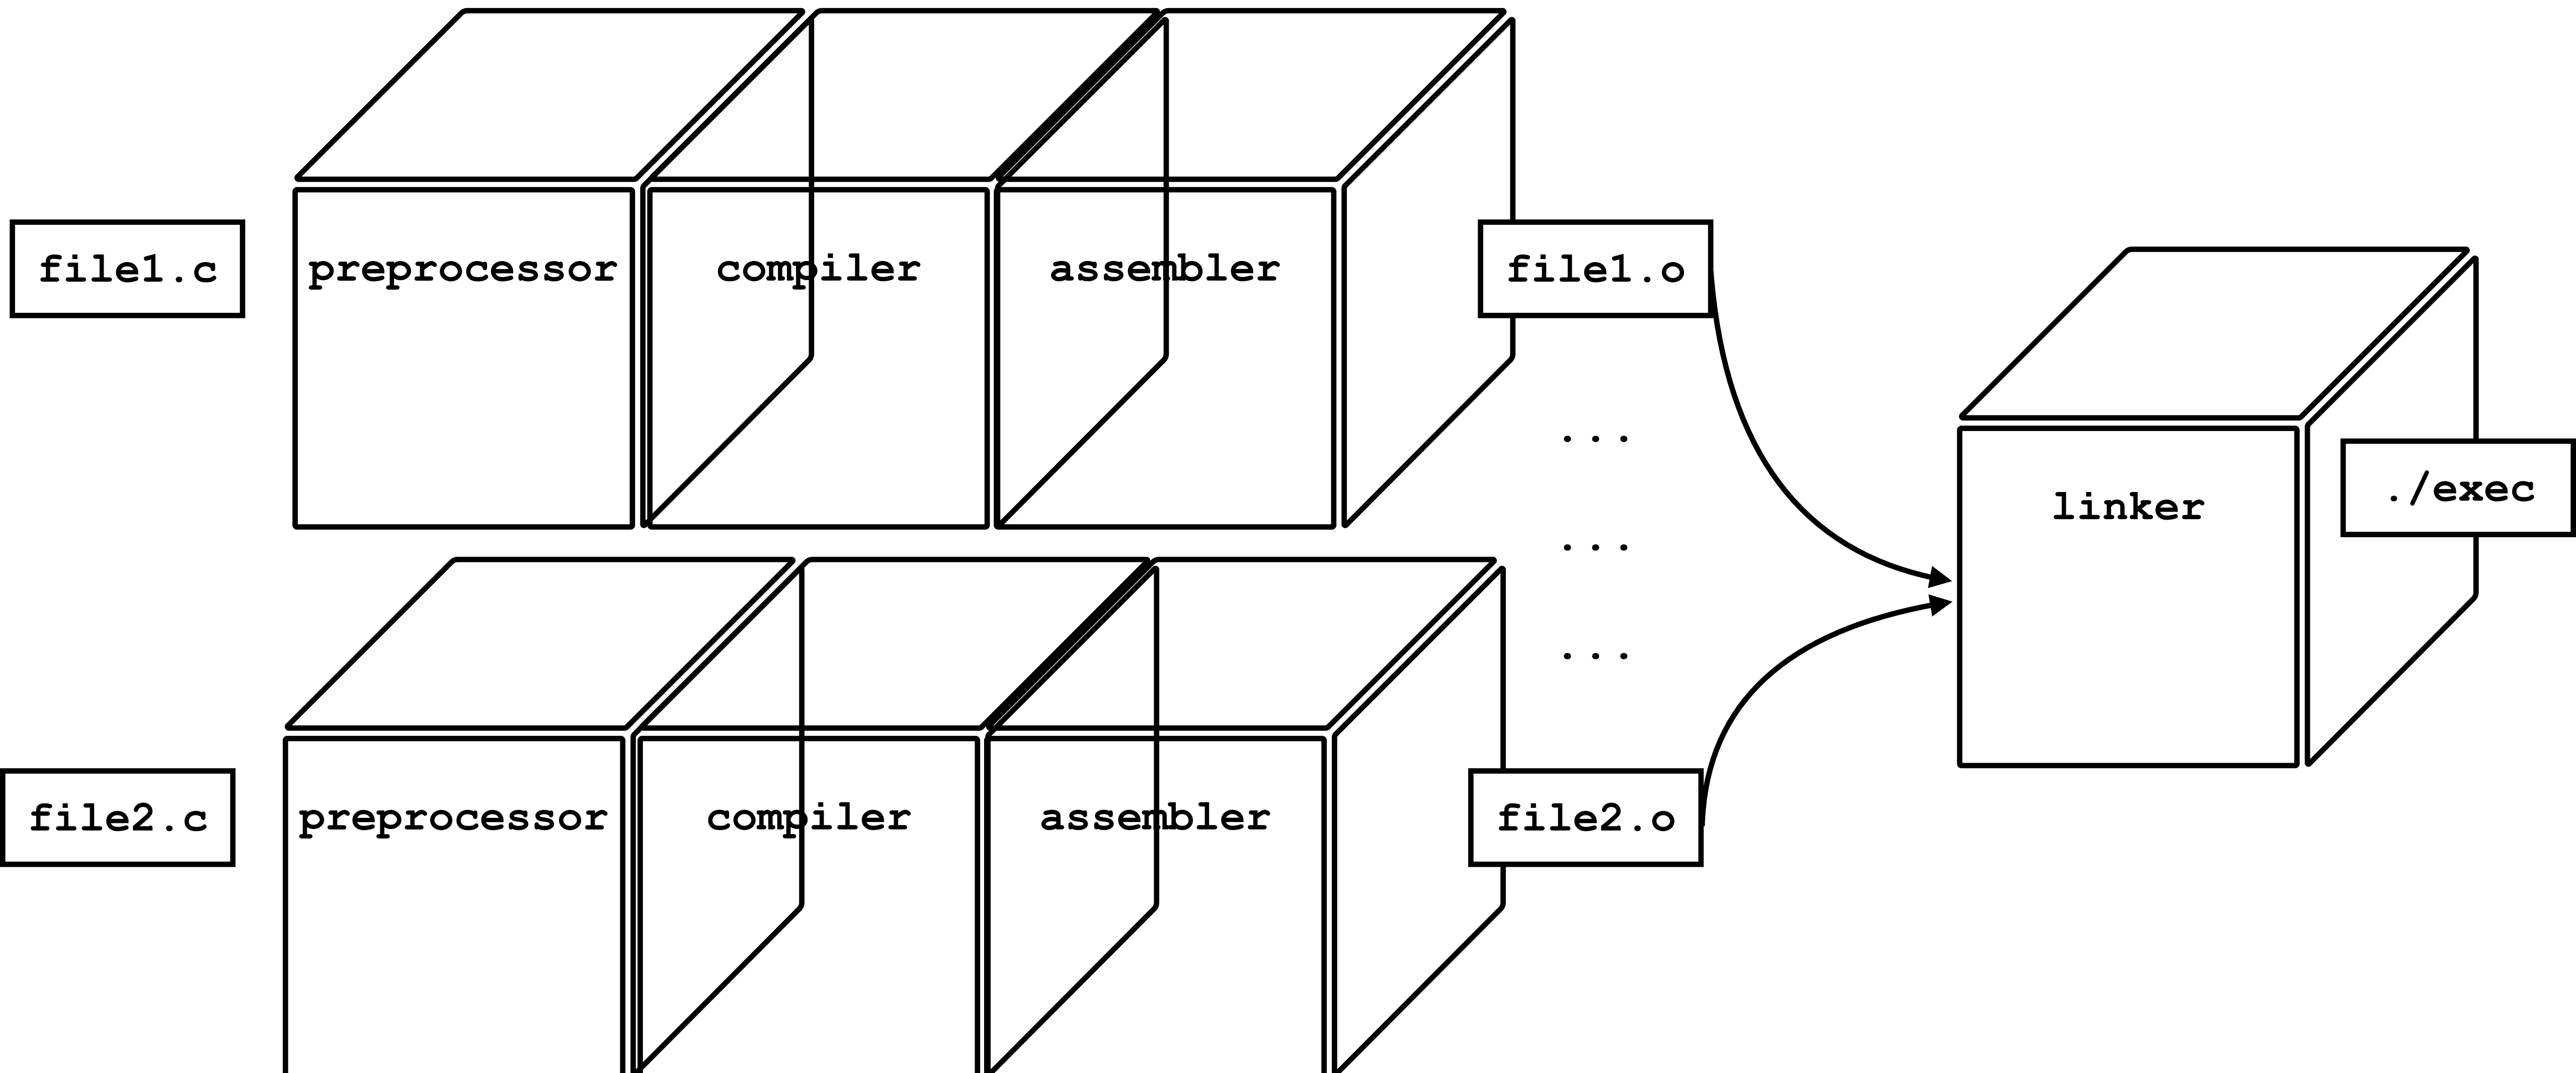 file1.c
preprocessor
compiler
assembler
file1.o
...
...
...
linker
./exec
file2.c
preprocessor
compiler
assembler
file2.o